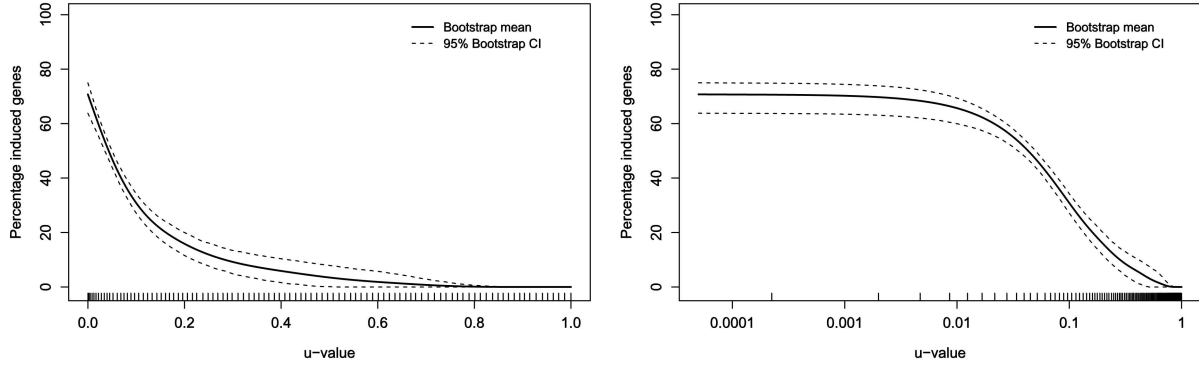 Percentage induced genes
100
80
60
40
20
0
Bootstrap mean
95% Bootstrap CI
0.0 0.2 0.4 0.6 0.8 1.0
u−value
Percentage induced genes
100
80
60
40
20
0
Bootstrap mean
95% Bootstrap CI
0.0001 0.001 0.01 0.1 1
u−value